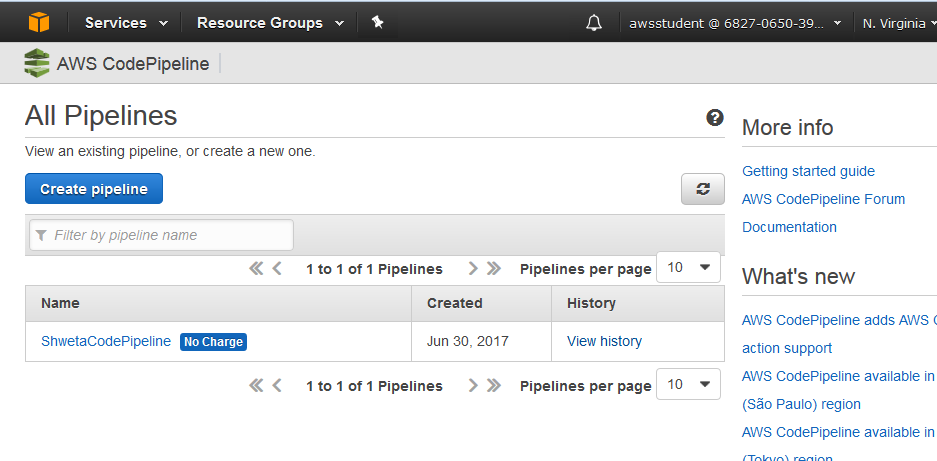 Services Resource Groups awsstudent @ 6827-0650-39... N. Virginia
AWS CodePipeline
All Pipelines
View an existing pipeline, or create a new one.
Create pipeline
Filter by pipeline name
1 to 1 of 1 Pipelines Pipelines per page 10
Name Created History
ShwetaCodePipeline No Charge Jun 30, 2017 View history
1 to 1 of 1 Pipelines Pipelines per page 10
More info
Getting started guide
AWS CodePipeline Forum
Documentation
What's new
AWS CodePipeline adds AWS
action support
AWS CodePipeline available in
(São Paulo) region
AWS CodePipeline available in
(Tokyo) region